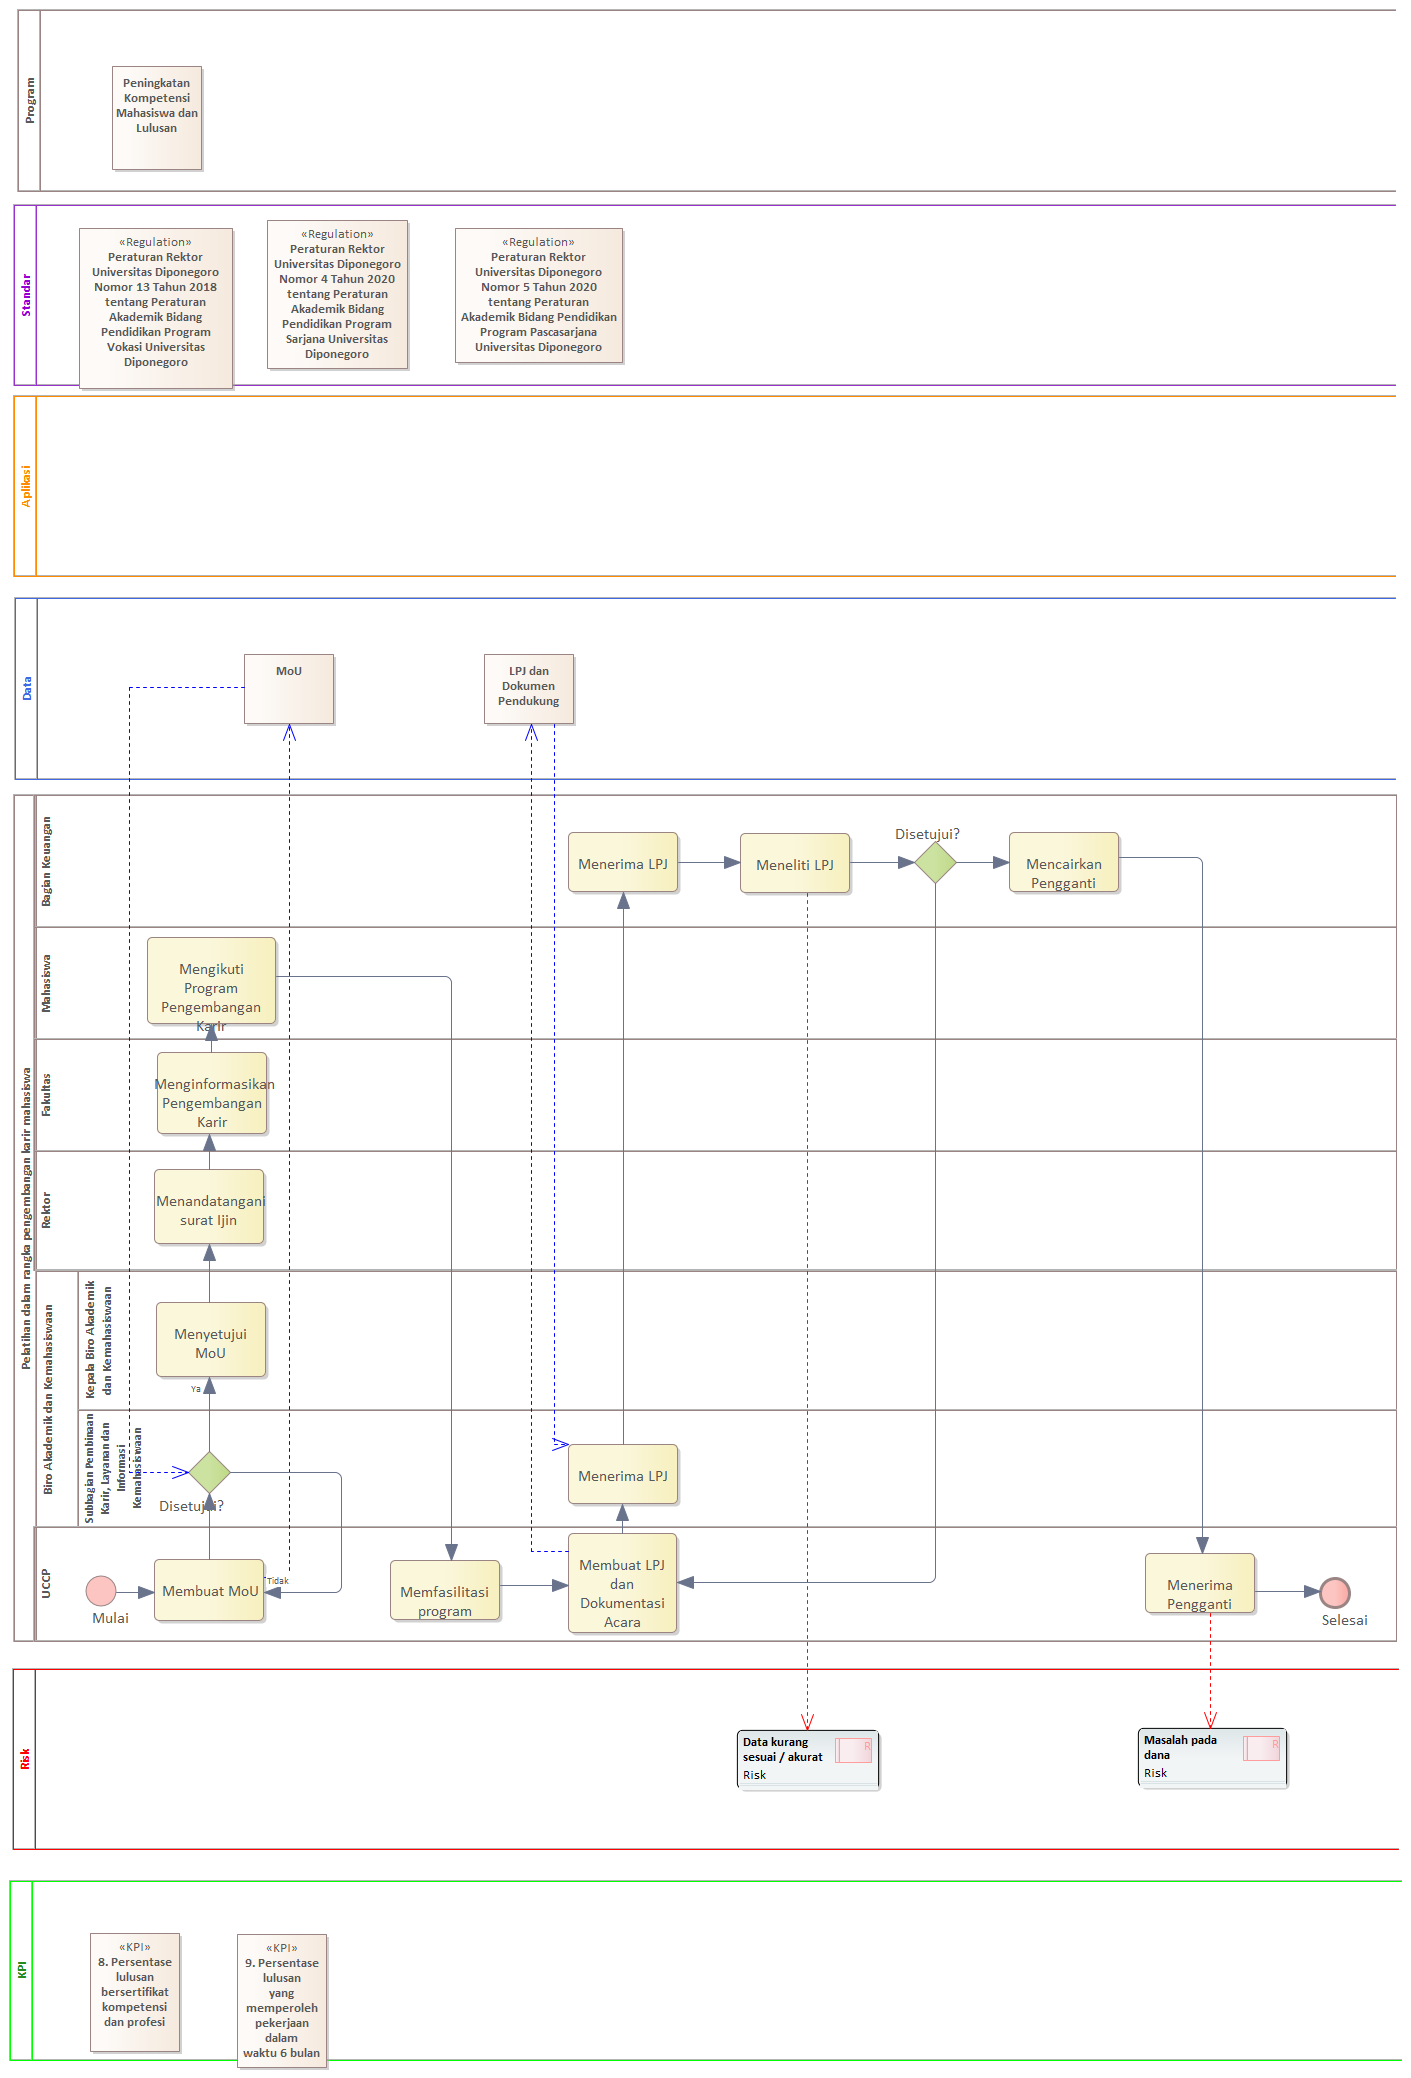 Program
Peningkatan
Kompetensi
Mahasiswa dan
Lulusan
Standar
«Regulation»
Peraturan Rektor
Universitas Diponegoro
Nomor 13 Tahun 2018
tentang Peraturan
Akademik Bidang
Pendidikan Program
Vokasi Universitas
Diponegoro
«Regulation»
Peraturan Rektor
Universitas Diponegoro
Nomor 4 Tahun 2020
tentang Peraturan
Akademik Bidang
Pendidikan Program
Sarjana Universitas
Diponegoro
«Regulation»
Peraturan Rektor
Universitas Diponegoro
Nomor 5 Tahun 2020
tentang Peraturan
Akademik Bidang Pendidikan
Program Pascasarjana
Universitas Diponegoro
Aplikasi
Data
MoU
LPJ dan
Dokumen
Pendukung
Pelatihan dalam rangka pengembangan karir mahasiswa
Bagian Keuangan
Menerima LPJ
Meneliti LPJ
Disetujui?
Mencairkan
Pengganti
Mahasiswa
Mengikuti
Program
Pengembangan
Karir
Fakultas
Menginformasikan
Pengembangan
Karir
Rektor
Menandatangani
surat Ijin
Biro Akademik dan Kemahasiswaan
Kepala Biro Akademik
dan Kemahasiswaan
Menyetujui
MoU
Ya
Subbagian Pembinaan
Karir, Layanan dan
Informasi
Kemahasiswaan
Disetujui?
Menerima LPJ
UCCP
Mulai
Membuat MoU
Tidak
Memfasilitasi
program
Membuat LPJ
dan
Dokumentasi
Acara
Menerima
Pengganti
Selesai
Risk
Data kurang
sesuai / akurat
Risk
R
Masalah pada
dana
Risk
R
KPI
«KPI»
8. Persentase
lulusan
bersertifikat
kompetensi
dan profesi
«KPI»
9. Persentase
lulusan
yang
memperoleh
pekerjaan
dalam
waktu 6 bulan